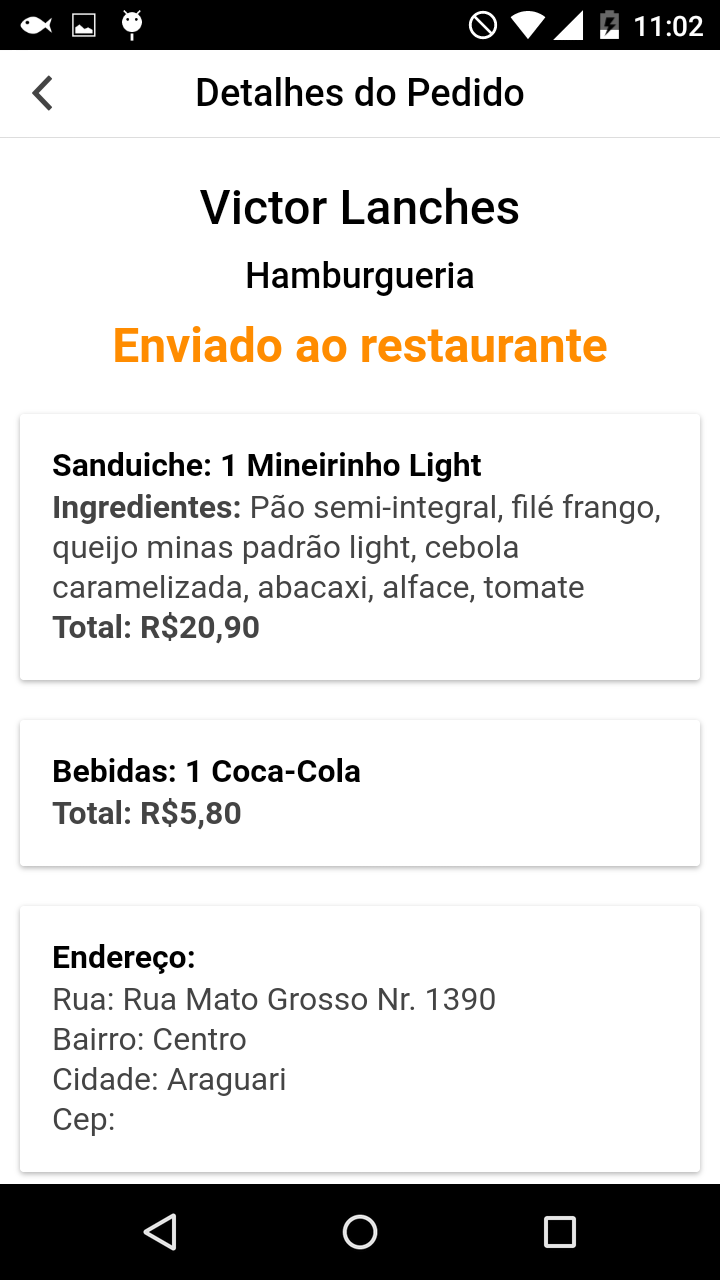 11:02
Detalhes do Pedido
Victor Lanches
Hamburgueria
Enviado ao restaurante
Sanduiche: 1 Mineirinho Light
Ingredientes: Pão semi-integral, filé frango,
queijo minas padrão light, cebola
caramelizada, abacaxi, alface, tomate
Total: R$20,90
Bebidas: 1 Coca-Cola
Total: R$5,80
Endereço:
Rua: Rua Mato Grosso Nr. 1390
Bairro: Centro
Cidade: Araguari
Cep: